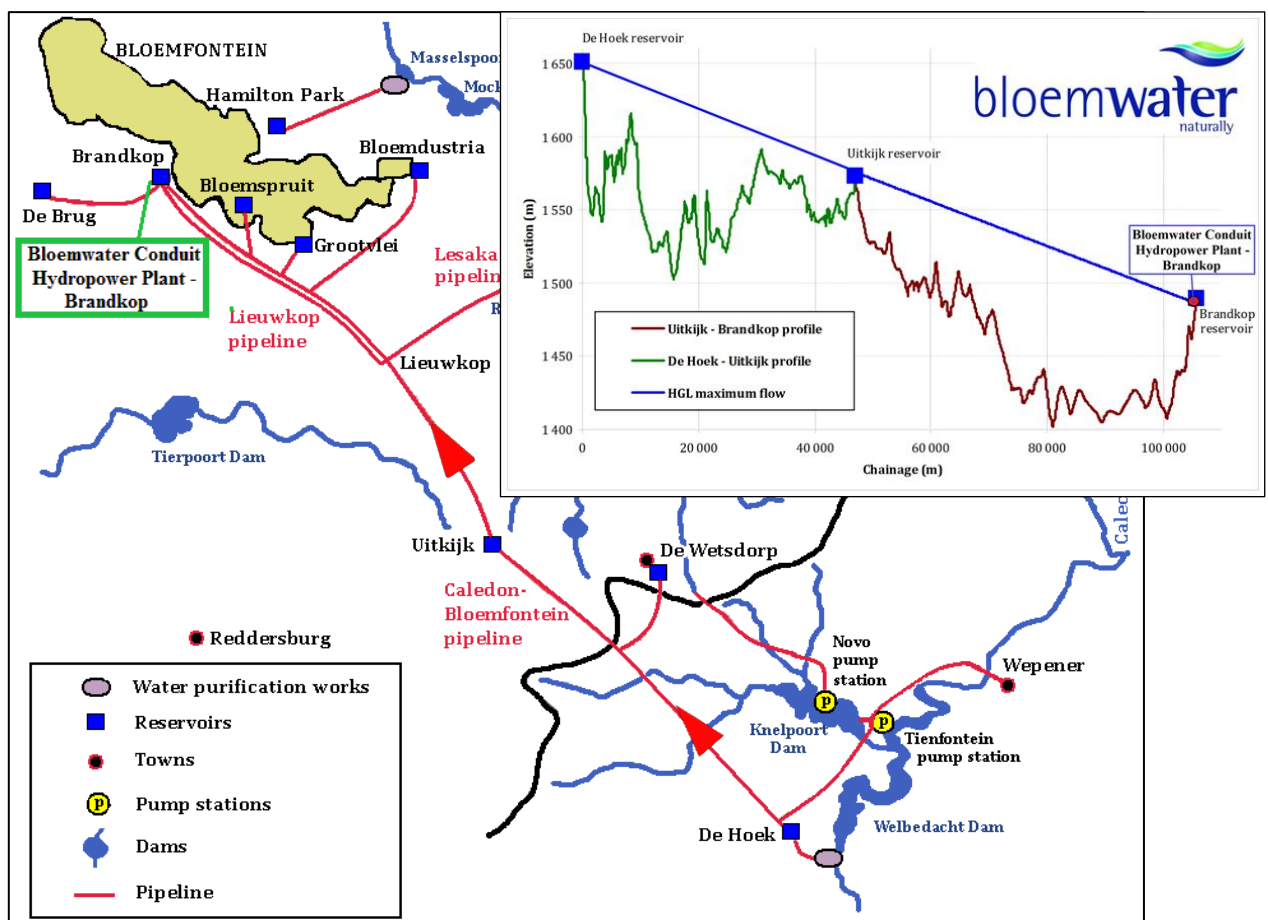 BLOEMFONTEIN
Masselspoor
Mock
Hamilton Park
Bloemdustria
Brandkop
Bloemspruit
De Brug
Grootvlei
Bloemwater Conduit
Hydropower Plant -
Brandkop
Lesaka
pipelin
R
Lieuwkop
pipeline
Lieuwkop
Tierpoort Dam
De Hoek reservoir
bloemwater
naturally
Uitkijk reservoir
Bloemwater Conduit
Hydropower Plant -
Brandkop
Brandkop
reservoir
Elevation (m)
1 650
1 600
1 550
1 500
1 450
1 400
Uitkijk - Brandkop profile
De Hoek - Uitkijk profile
HGL maximum flow
0
20 000
40 000
60 000
80 000
100 000
Chainage (m)
Caled
Uitkijk
De Wetsdorp
Caledon-
Bloemfontein
pipeline
Reddersburg
Novo
pump
station
Wepener
P
P
Knelpoort
Dam
Tienfontein
pump station
De Hoek
Welbedacht Dam
Water purification works
Reservoirs
Towns
P
Pump stations
Dams
Pipeline